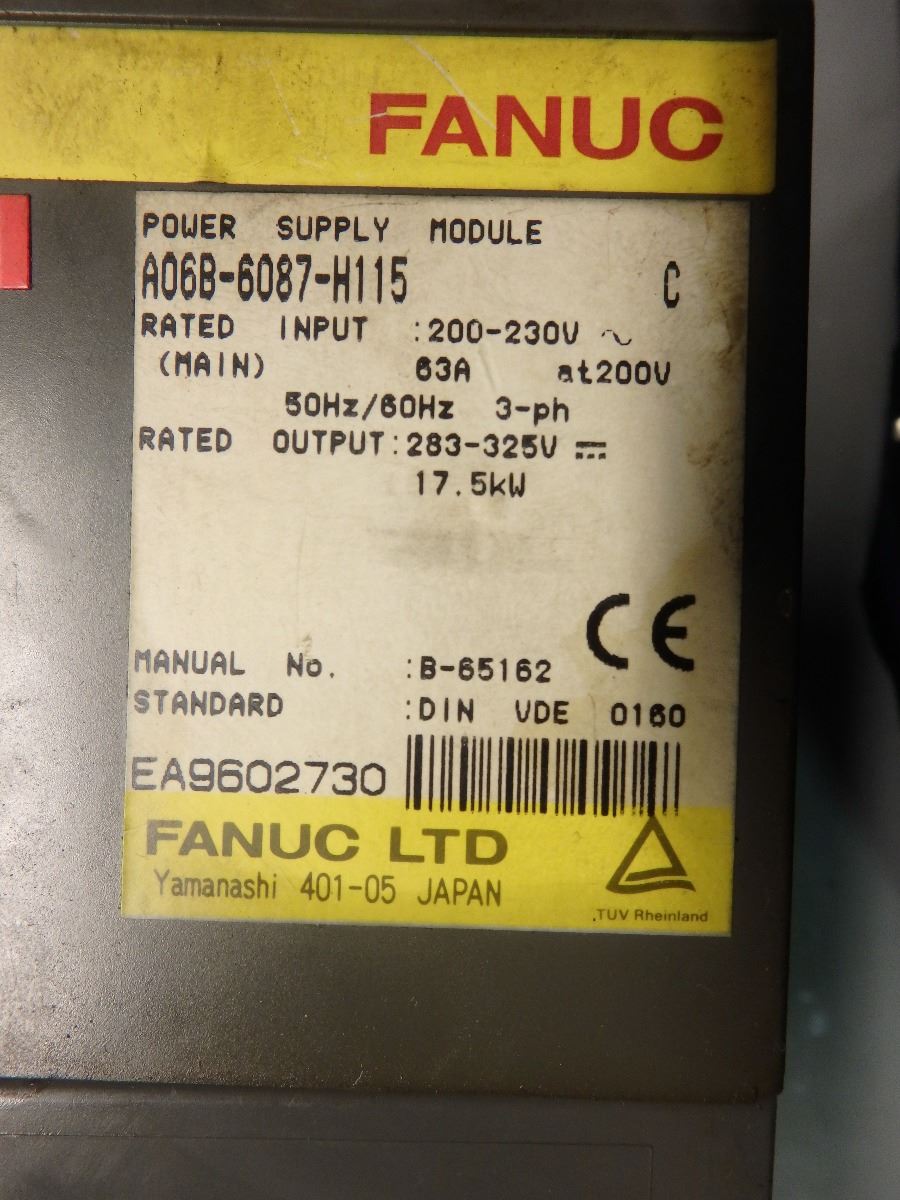 FANUC
POWER SUPPLY MODULE
A06B-6087-H115 C
RATED INPUT :200-230V ~
(MAIN) 63A at200V
50Hz/60Hz 3-ph
RATED OUTPUT:283-325V ⎓
17.5kW
CE
MANUAL No. :B-65162
STANDARD :DIN VDE 0160
EA9602730
FANUC LTD
Yamanashi 401-05 JAPAN
TUV Rheinland